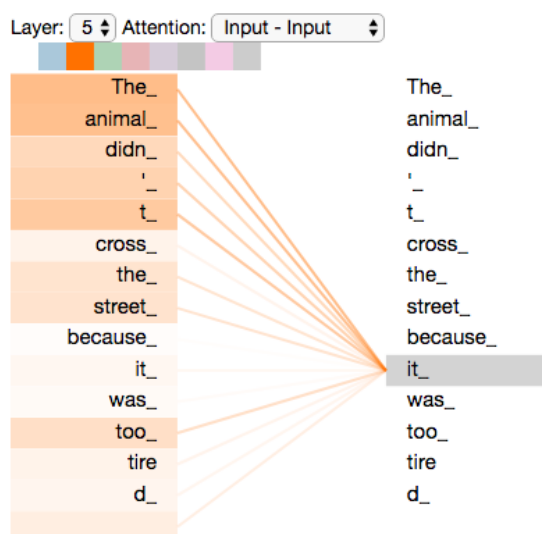 Layer: 5 Attention: Input - Input
The_ The_
animal_ animal_
didn_ didn_
'_ '_
t_ t_
cross_ cross_
the_ the_
street_ street_
because_ because_
it_ it_
was_ was_
too_ too_
tire tire
d_ d_